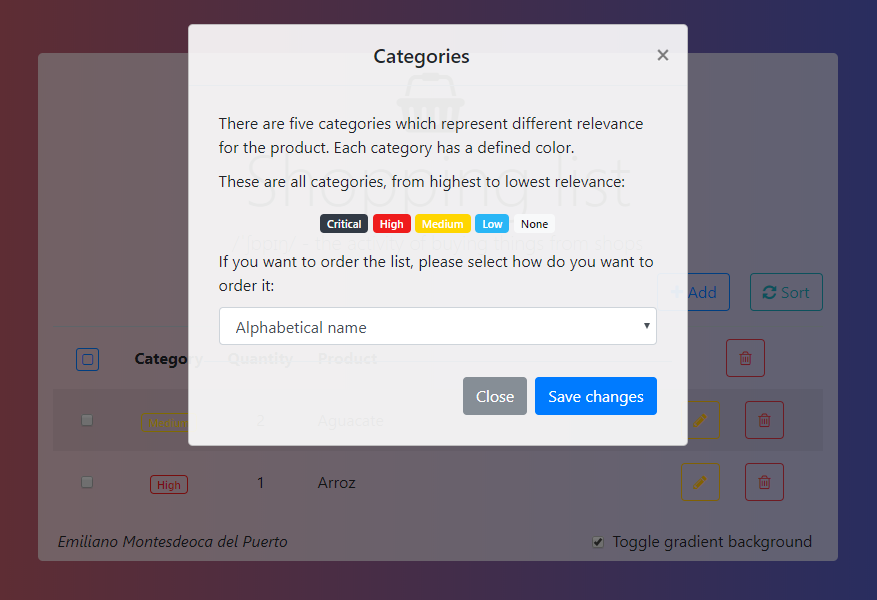 Categories
×
There are five categories which represent different relevance
for the product. Each category has a defined color.
Shopping list
These are all categories, from highest to lowest relevance:
Critical High Medium Low None
buying things from shops
If you want to order the list, please select how do you want to
order it:
Add Sort
Alphabetical name
Category Quantity Product
Close Save changes
Medium 2 Aguacate
High 1 Arroz
Emiliano Montesdeoca del Puerto
Toggle gradient background